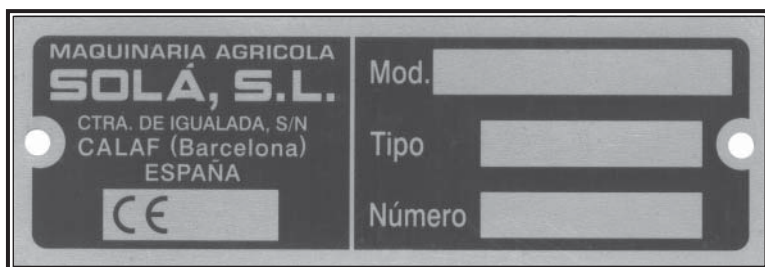 MAQUINARIA AGRICOLA
SOLÁ, S.L.
CTRA. DE IGUALADA, S/N
CALAF (Barcelona)
ESPAÑA
CE
Mod.
Tipo
Número